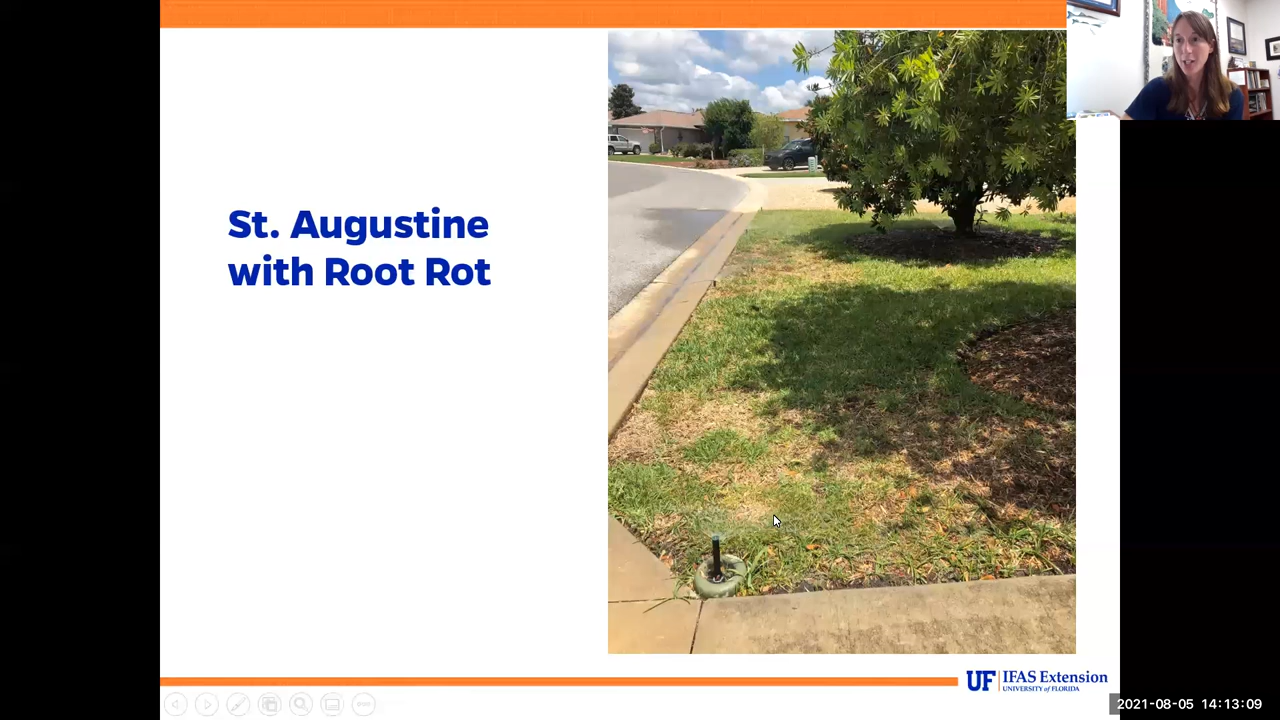 St. Augustine
with Root Rot
UF IFAS Extension
UNIVERSITY of FLORIDA
2021-08-05 14:13:09